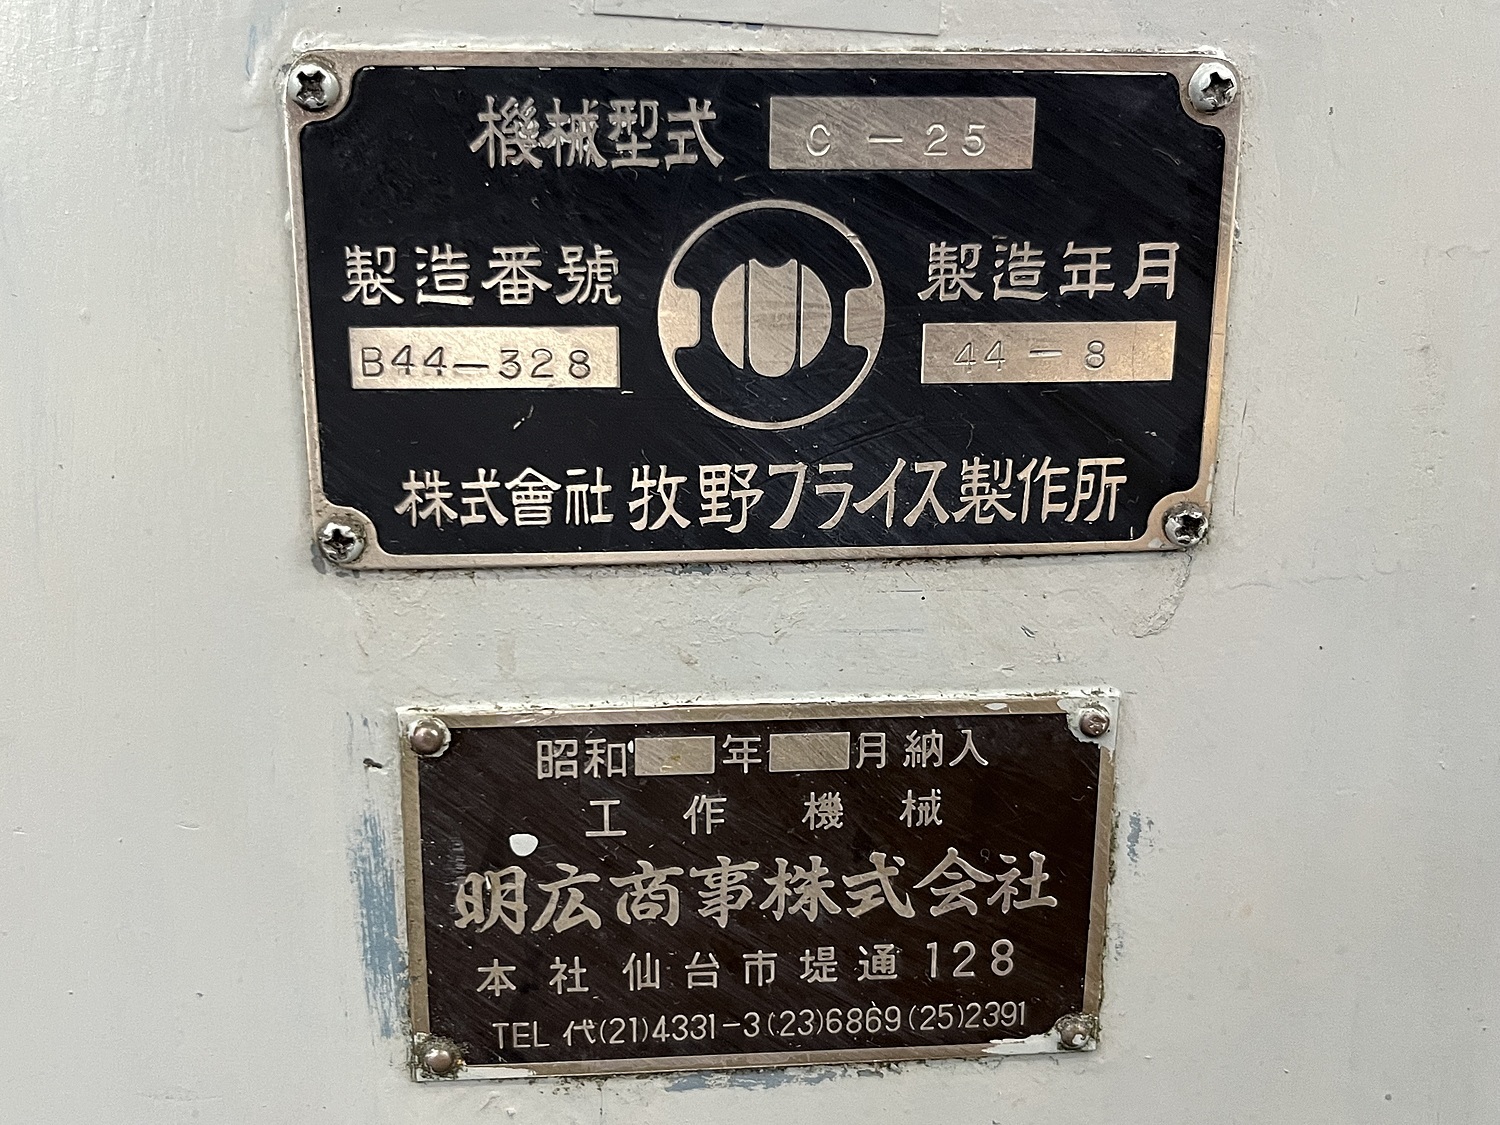 機械型式 C-25
製造番號 製造年月
B44-328 44-8
株式會社 牧野フライス製作所
昭和 年 月 納入
工作機械
明広商事株式会社
本社 仙台市堤通128
TEL 代(21)4331-3(23)6869(25)2391